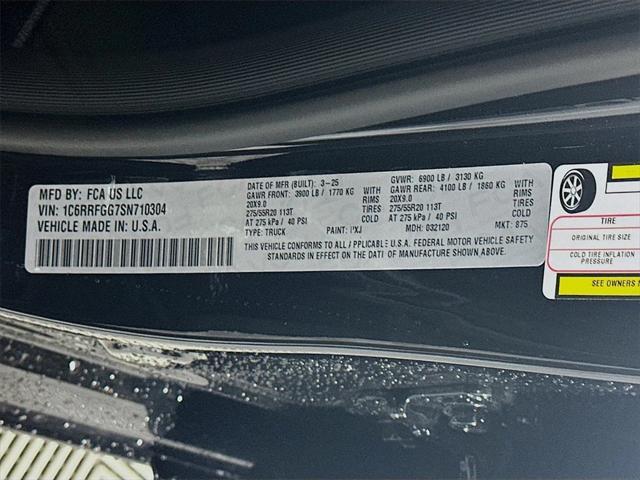 MFD BY: FCA US LLC
VIN: 1C6RRFGG7SN710304
VEHICLE MADE IN: U.S.A.
DATE OF MFR (BUILT): 3-25
GAWR FRONT: 3900 LB / 1770 KG WITH
20X9.0 RIMS
275/55R20 113T TIRES
AT 275 kPa / 40 PSI COLD
TYPE: TRUCK PAINT: PXJ
GVWR: 6900 LB / 3130 KG
GAWR REAR: 4100 LB / 1860 KG WITH
20X9.0 RIMS
275/55R20 113T TIRES
AT 275 kPa / 40 PSI COLD
MDH: 032120 MKT: 875
THIS VEHICLE CONFORMS TO ALL APPLICABLE U.S.A. FEDERAL MOTOR VEHICLE SAFETY
STANDARDS IN EFFECT ON THE DATE OF MANUFACTURE SHOWN ABOVE.
TIRE
ORIGINAL TIRE SIZE
COLD TIRE INFLATION
PRESSURE
SEE OWNERS